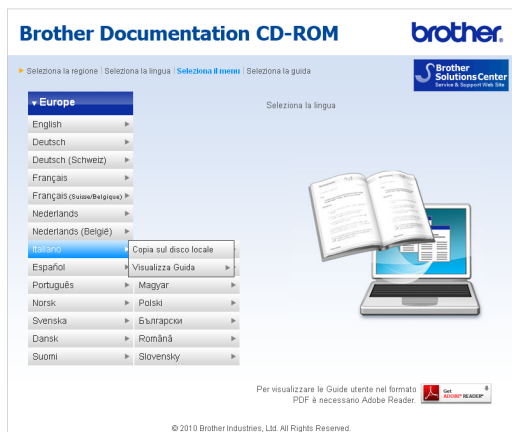 Brother Documentation CD-ROM
brother.
Seleziona la regione | Seleziona la lingua | Seleziona il menu | Seleziona la guida
Brother
Solutions Center
Service & Support Web Site
Europe
Seleziona la lingua
English
Deutsch
Deutsch (Schweiz)
Français
Français (Suisse/Belgique)
Nederlands
Nederlands (België)
Italiano
Copia sul disco locale
Español
Visualizza Guida
Português
Magyar
Norsk
Polski
Svenska
Български
Dansk
Română
Suomi
Slovensky
Per visualizzare le Guide utente nel formato
PDF è necessario Adobe Reader.
Get
ADOBE® READER®
© 2010 Brother Industries, Ltd. All Rights Reserved.